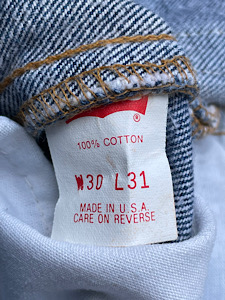 100% COTTON
W30 L31
MADE IN U.S.A.
CARE ON REVERSE